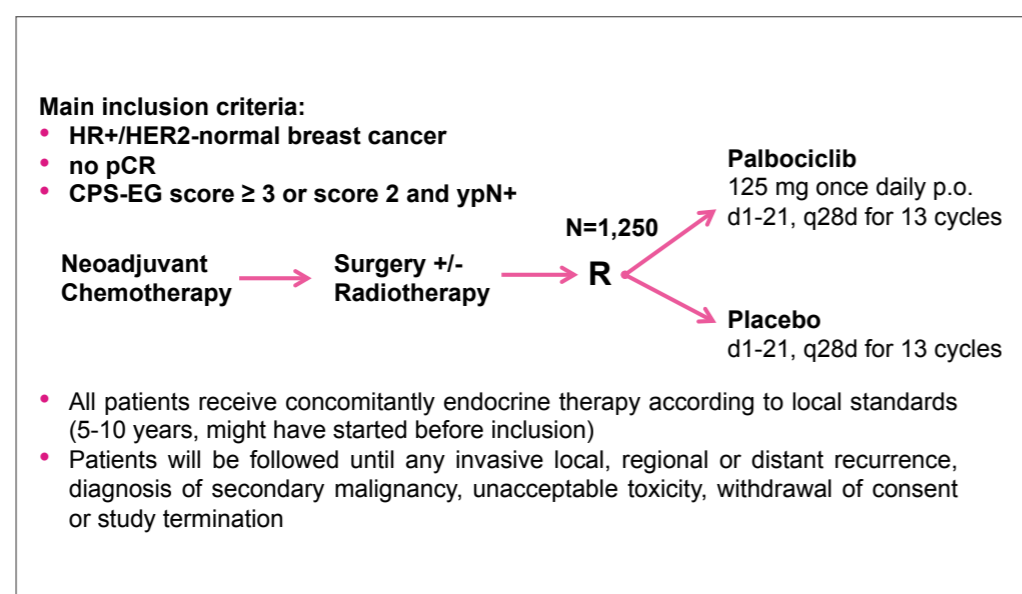 Main inclusion criteria:
• HR+/HER2-normal breast cancer
• no pCR
• CPS-EG score ≥ 3 or score 2 and ypN+
Neoadjuvant
Chemotherapy
Surgery +/-
Radiotherapy
N=1,250
R
Palbociclib
125 mg once daily p.o.
d1-21, q28d for 13 cycles
Placebo
d1-21, q28d for 13 cycles
• All patients receive concomitantly endocrine therapy according to local standards
(5-10 years, might have started before inclusion)
• Patients will be followed until any invasive local, regional or distant recurrence,
diagnosis of secondary malignancy, unacceptable toxicity, withdrawal of consent
or study termination